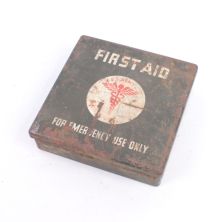 FIRST AID
FOR EMERGENCY USE ONLY